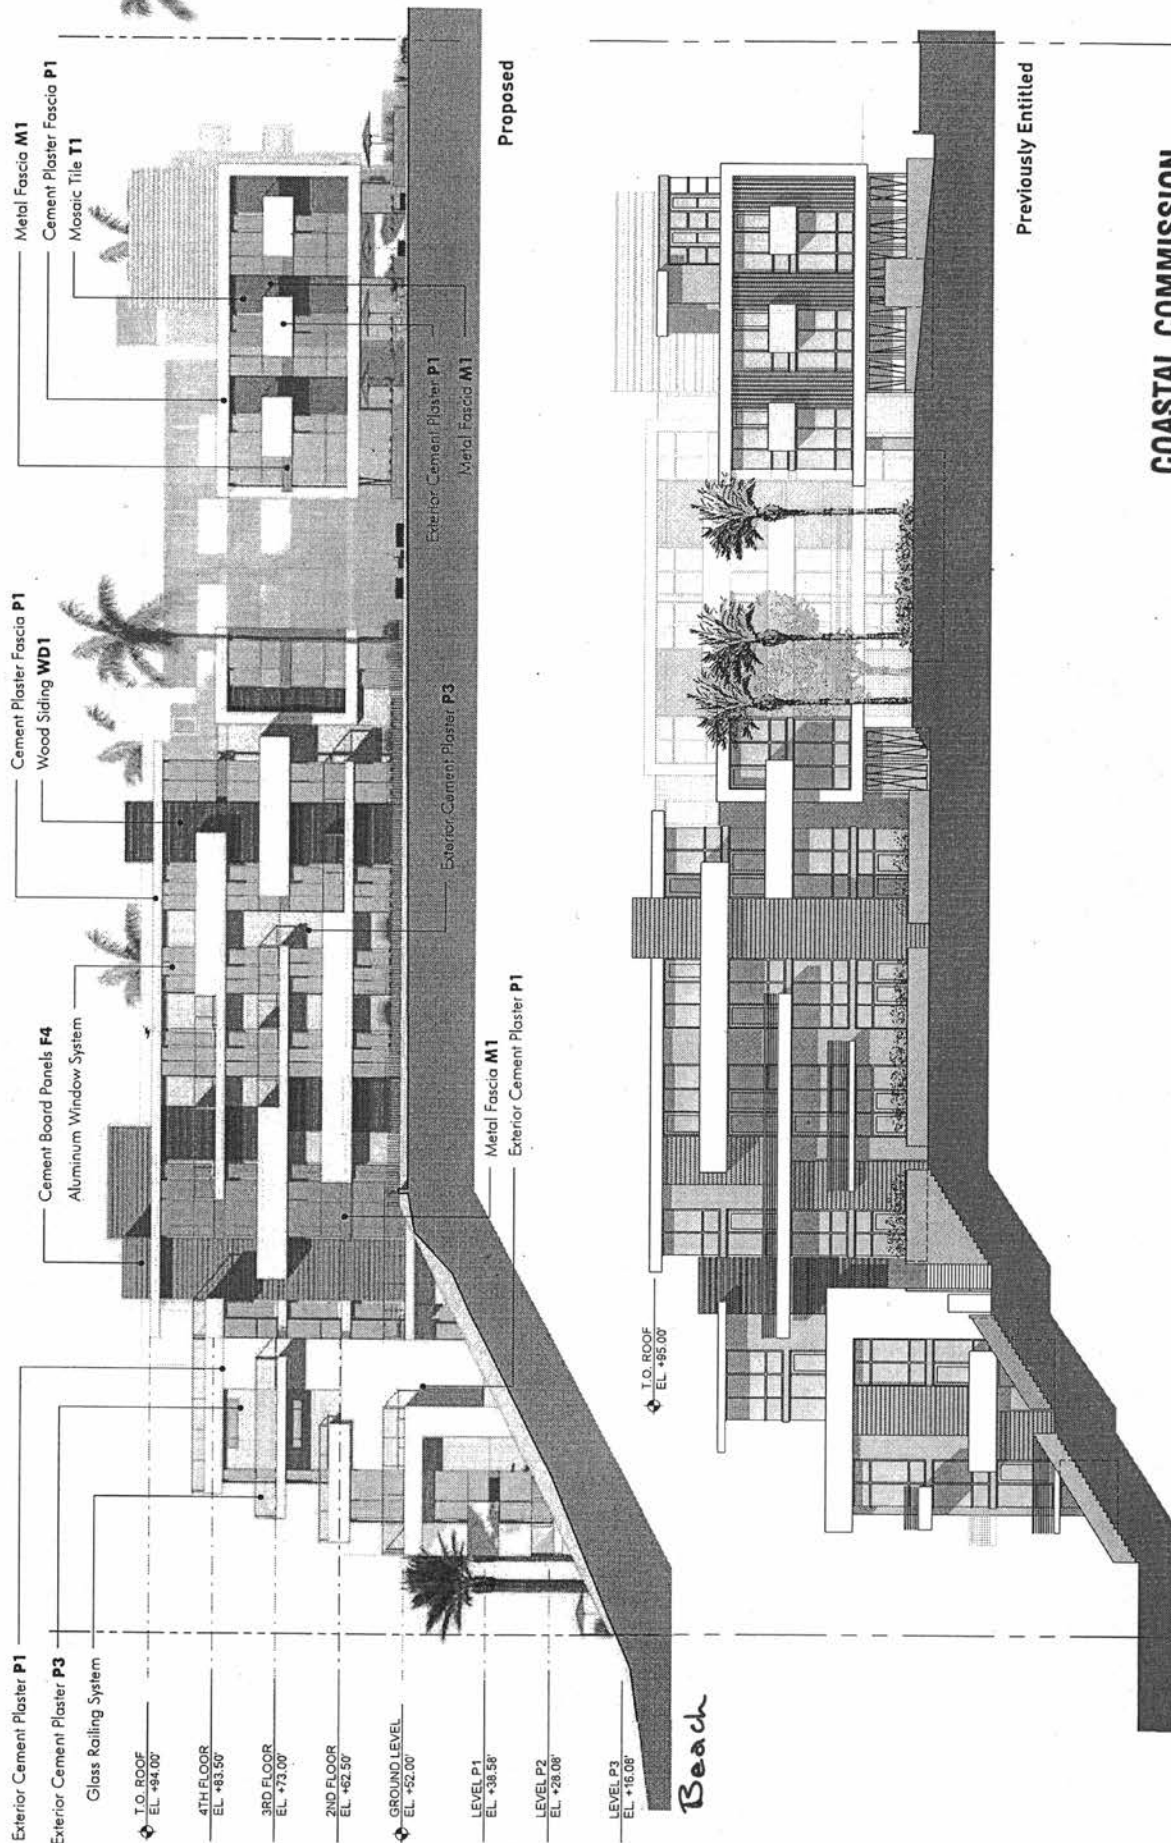 Exterior Cement Plaster P1
Exterior Cement Plaster P3
Glass Railing System
Cement Board Panels F4
Aluminum Window System
Cement Plaster Fascia P1
Wood Siding WD1
Metal Fascia M1
Cement Plaster Fascia P1
Mosaic Tile T1
T.O. ROOF
EL. +94.00'
4TH FLOOR
EL. +83.50'
3RD FLOOR
EL. +73.00'
2ND FLOOR
EL. +62.50'
GROUND LEVEL
EL. +52.00'
LEVEL P1
EL. +38.58'
LEVEL P2
EL. +28.08'
LEVEL P3
EL. +16.08'
Exterior Cement Plaster P1
Metal Fascia M1
Exterior Cement Plaster P3
Metal Fascia M1
Exterior Cement Plaster P1
Proposed
Beach
T.O. ROOF
EL. +95.00'
Previously Entitled
COASTAL COMMISSION